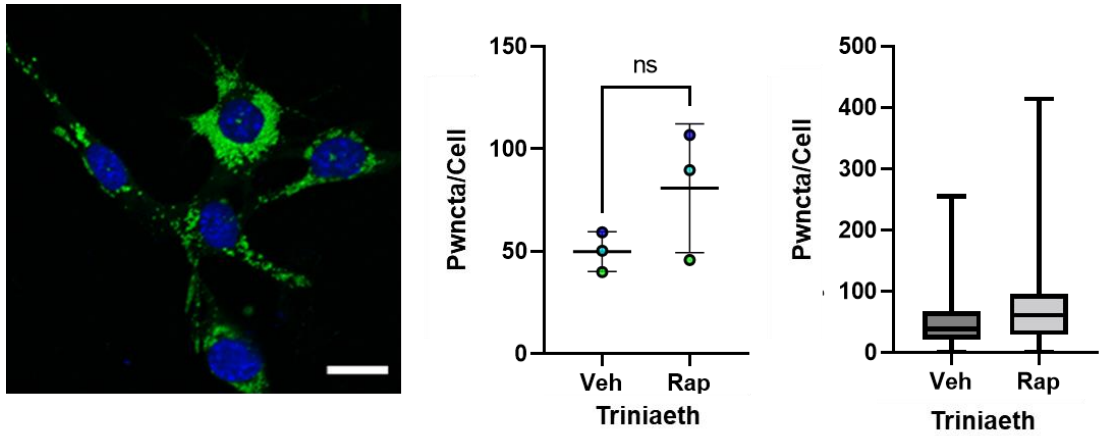 150
100
50
0
Pwncta/Cell
ns
Veh
Rap
Triniaeth
500
400
300
200
100
0
Pwncta/Cell
Veh
Rap
Triniaeth